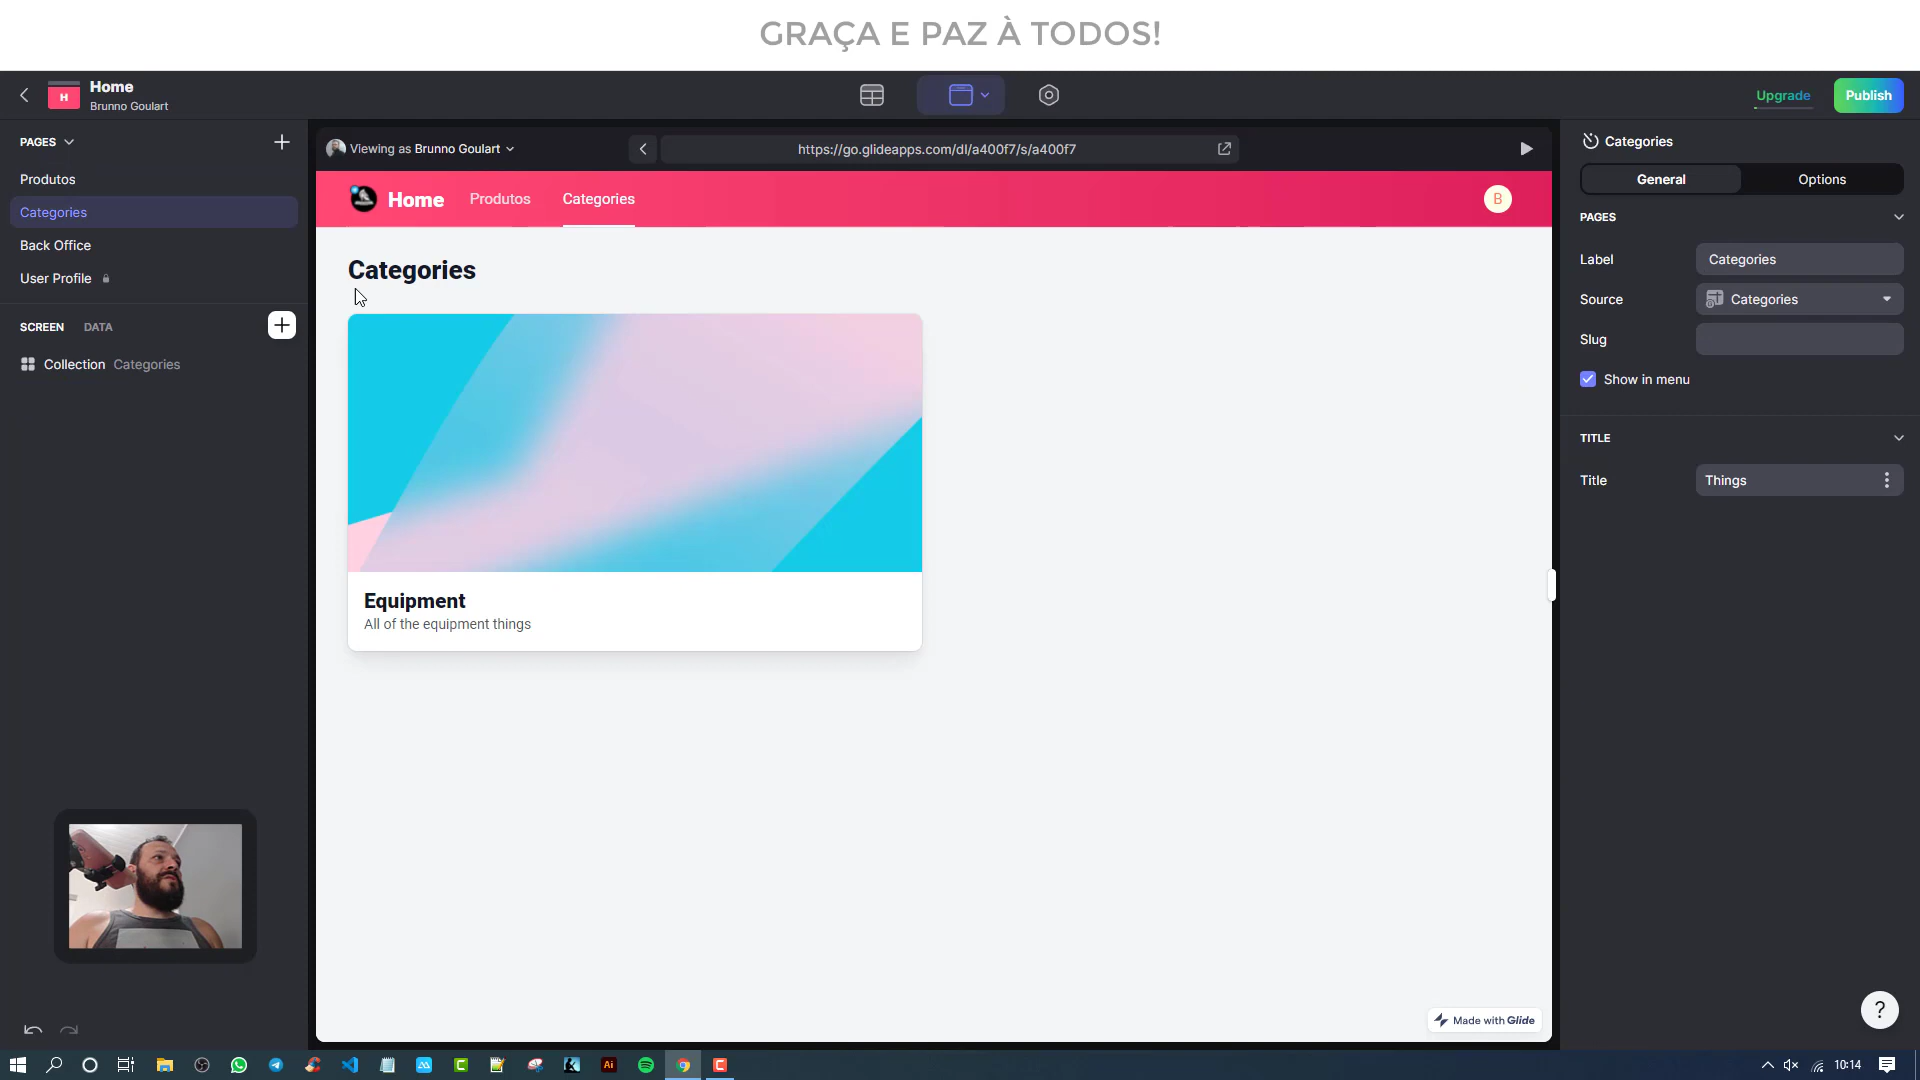 GRAÇA E PAZ À TODOS!
H
Home
Brunno Goulart
Upgrade
Publish
PAGES
Produtos
Categories
Back Office
User Profile
SCREEN DATA
Collection Categories
Viewing as Brunno Goulart
https://go.glideapps.com/dl/a400f7/s/a400f7
Home Produtos Categories
B
Categories
Equipment
All of the equipment things
Made with Glide
Categories
General Options
PAGES
Label Categories
Source Categories
Slug
Show in menu
TITLE
Title Things
?
Ai
10:14